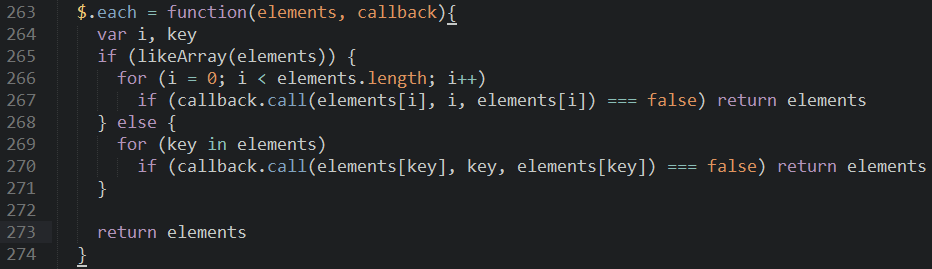 263 $.each = function(elements, callback){
264 var i, key
265 if (likeArray(elements)) {
266 for (i = 0; i < elements.length; i++)
267 if (callback.call(elements[i], i, elements[i]) === false) return elements
268 } else {
269 for (key in elements)
270 if (callback.call(elements[key], key, elements[key]) === false) return elements
271 }
272
273 return elements
274 }